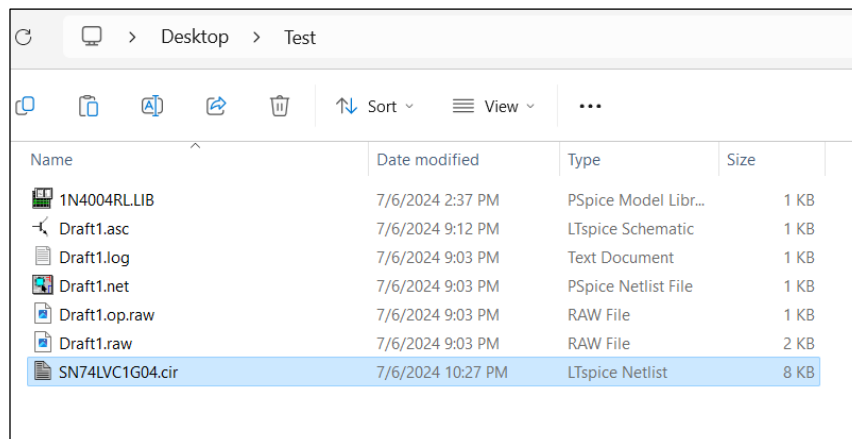 Desktop > Test
Sort View
Name Date modified Type Size
1N4004RL.LIB 7/6/2024 2:37 PM PSpice Model Libr... 1 KB
Draft1.asc 7/6/2024 9:12 PM LTspice Schematic 1 KB
Draft1.log 7/6/2024 9:03 PM Text Document 1 KB
Draft1.net 7/6/2024 9:03 PM PSpice Netlist File 1 KB
Draft1.op.raw 7/6/2024 9:03 PM RAW File 1 KB
Draft1.raw 7/6/2024 9:03 PM RAW File 2 KB
SN74LVC1G04.cir 7/6/2024 10:27 PM LTspice Netlist 8 KB